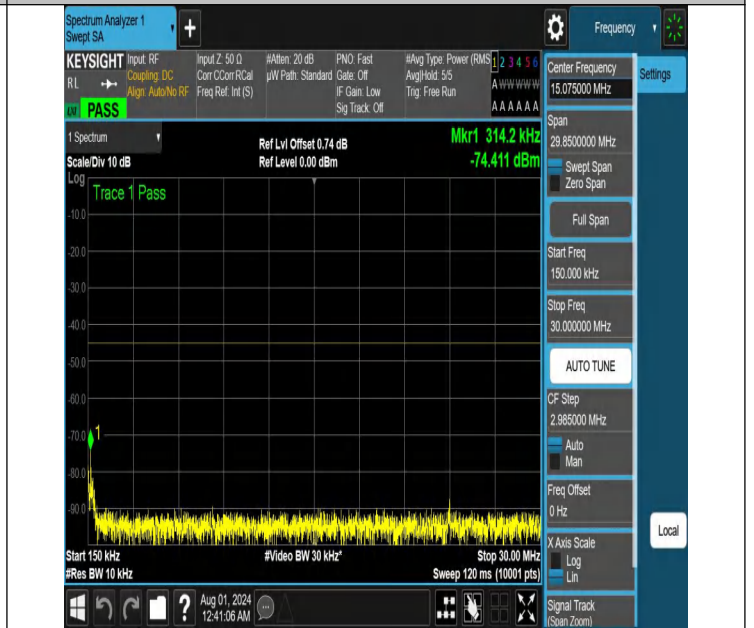 Spectrum Analyzer 1
Swept SA
+
Frequency
KEYSIGHT
RL
PASS
Input: RF
Coupling: DC
Align: Auto/No RF
Input Z: 50 Ω
Corr CCorr RCal
Freq Ref: Int (S)
#Atten: 20 dB
µW Path: Standard
PNO: Fast
Gate: Off
IF Gain: Low
Sig Track: Off
#Avg Type: Power (RMS
Avg|Hold: 5/5
Trig: Free Run
1 2 3 4 5 6
A W W W W W
A A A A A A
Center Frequency
15.075000 MHz
Settings
1 Spectrum
Scale/Div 10 dB
Ref Lvl Offset 0.74 dB
Ref Level 0.00 dBm
Mkr1 314.2 kHz
-74.411 dBm
Span
29.8500000 MHz
Swept Span
Zero Span
Full Span
Start Freq
150.000 kHz
Stop Freq
30.000000 MHz
AUTO TUNE
CF Step
2.985000 MHz
Auto
Man
Freq Offset
0 Hz
X Axis Scale
Log
Lin
Signal Track
(Span Zoom)
Local
Log
Trace 1 Pass
-10.0
-20.0
-30.0
-40.0
-50.0
-60.0
-70.0
1
-80.0
-90.0
Start 150 kHz
#Video BW 30 kHz*
Stop 30.00 MHz
#Res BW 10 kHz
Sweep 120 ms (10001 pts)
?
Aug 01, 2024
12:41:06 AM